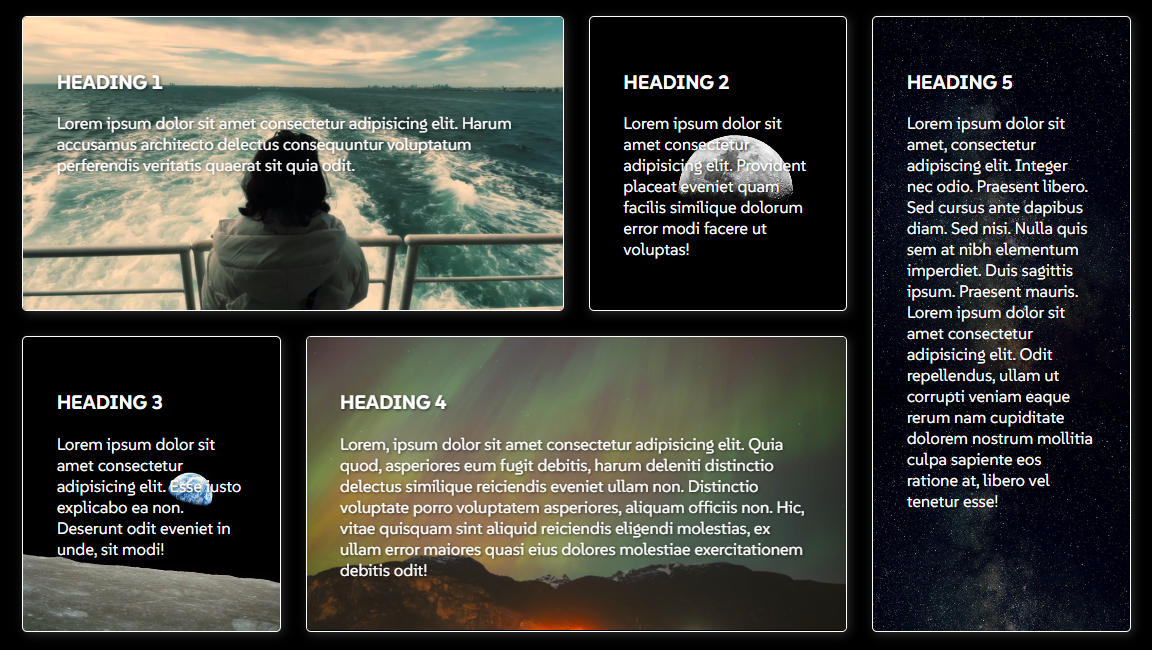 HEADING 1
Lorem ipsum dolor sit amet consectetur adipisicing elit. Harum
accusamus architecto delectus consequuntur voluptatum
perferendis veritatis quaerat sit quia odit.
HEADING 2
Lorem ipsum dolor sit
amet consectetur
adipisicing elit. Provident
placeat eveniet quam
facilis similique dolorum
error modi facere ut
voluptas!
HEADING 3
Lorem ipsum dolor sit
amet consectetur
adipisicing elit. Esse iusto
explicabo ea non.
Deserunt odit eveniet in
unde, sit modi!
HEADING 4
Lorem, ipsum dolor sit amet consectetur adipisicing elit. Quia
quod, asperiores eum fugit debitis, harum deleniti distinctio
delectus similique reiciendis eveniet ullam non. Distinctio
voluptate porro voluptatem asperiores, aliquam officiis non. Hic,
vitae quisquam sint aliquid reiciendis eligendi molestias, ex
ullam error maiores quasi eius dolores molestiae exercitationem
debitis odit!
HEADING 5
Lorem ipsum dolor sit
amet, consectetur
adipiscing elit. Integer
nec odio. Praesent libero.
Sed cursus ante dapibus
diam. Sed nisi. Nulla quis
sem at nibh elementum
imperdiet. Duis sagittis
ipsum. Praesent mauris.
Lorem ipsum dolor sit
amet consectetur
adipisicing elit. Odit
repellendus, ullam ut
corrupti veniam eaque
rerum nam cupiditate
dolorem nostrum mollitia
culpa sapiente eos
ratione at, libero vel
tenetur esse!